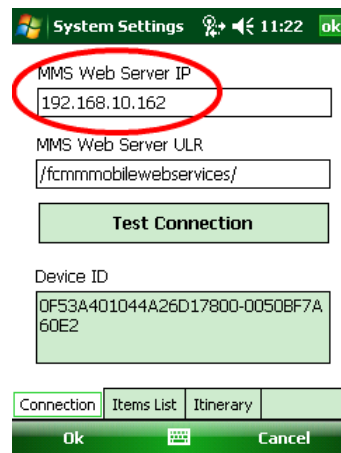 System Settings 11:22 ok
MMS Web Server IP
192.168.10.162
MMS Web Server ULR
/fcmmmobilewebservices/
Test Connection
Device ID
0F53A401044A26D17800-0050BF7A
60E2
Connection Items List Itinerary
Ok Cancel